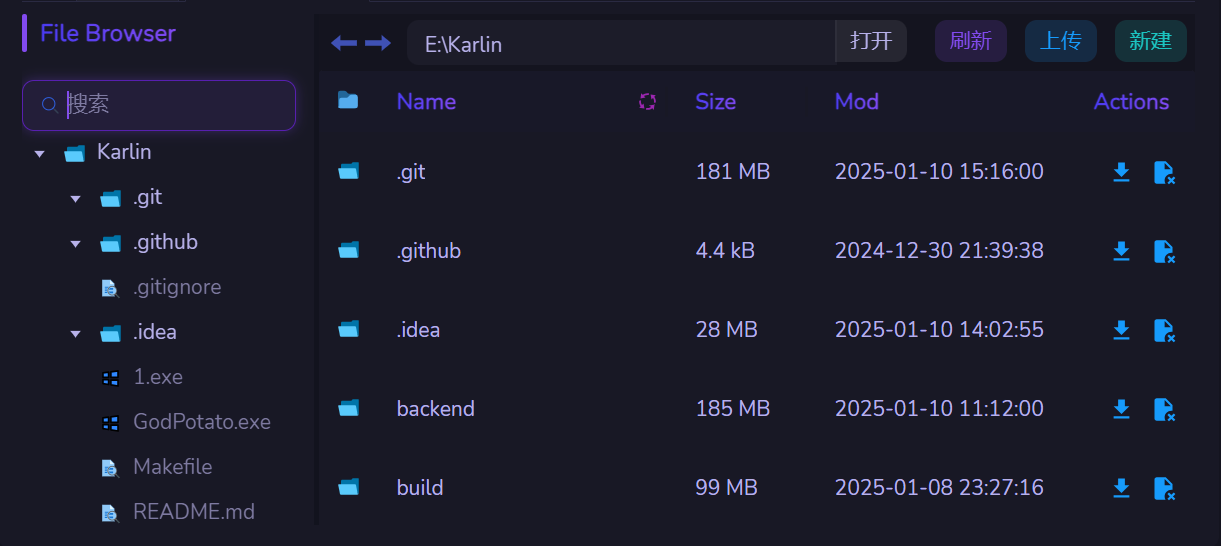 File Browser
E:\Karlin
打开
刷新
上传
新建
搜索
Name Size Mod Actions
Karlin
.git
.github
.gitignore
.idea
1.exe
GodPotato.exe
Makefile
README.md
.git 181 MB 2025-01-10 15:16:00
.github 4.4 kB 2024-12-30 21:39:38
.idea 28 MB 2025-01-10 14:02:55
backend 185 MB 2025-01-10 11:12:00
build 99 MB 2025-01-08 23:27:16